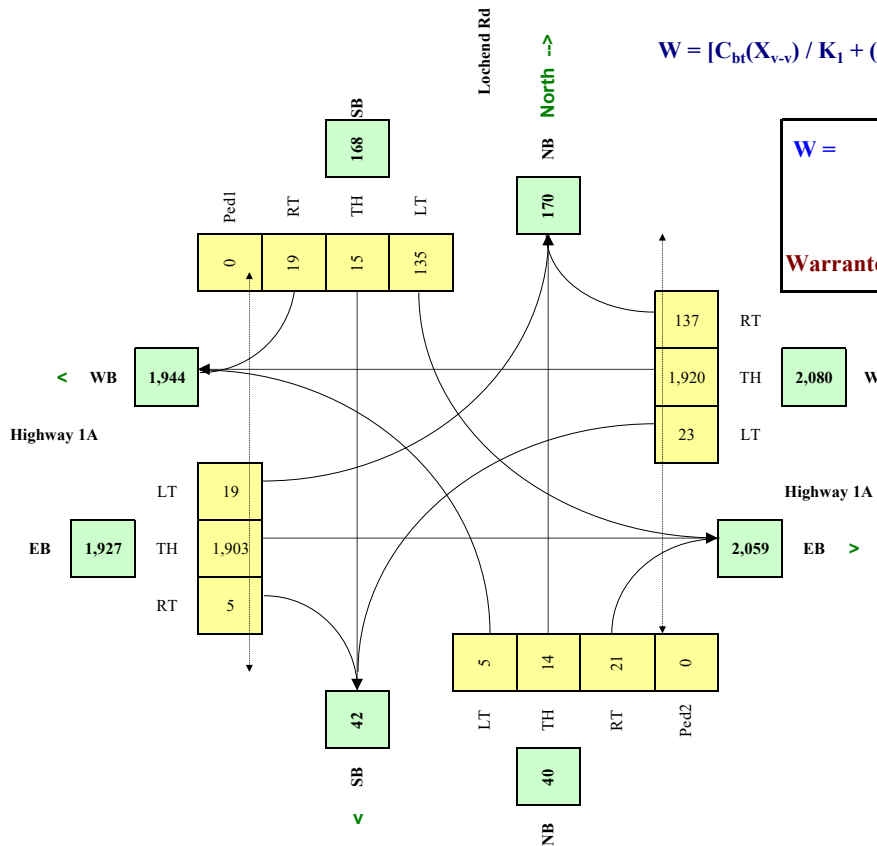 Lochend Rd
North -->
W = [C_bt(X_v-v) / K_1 + (
SB
168
NB
170
W =
Warrante
Ped1
RT
TH
LT
0
19
15
135
137
RT
< WB
1,944
1,920
TH
2,080
W
23
LT
Highway 1A
LT
19
Highway 1A
EB
1,927
TH
1,903
2,059
EB >
RT
5
5
14
21
0
42
LT
TH
RT
Ped2
SB
40
v
NB